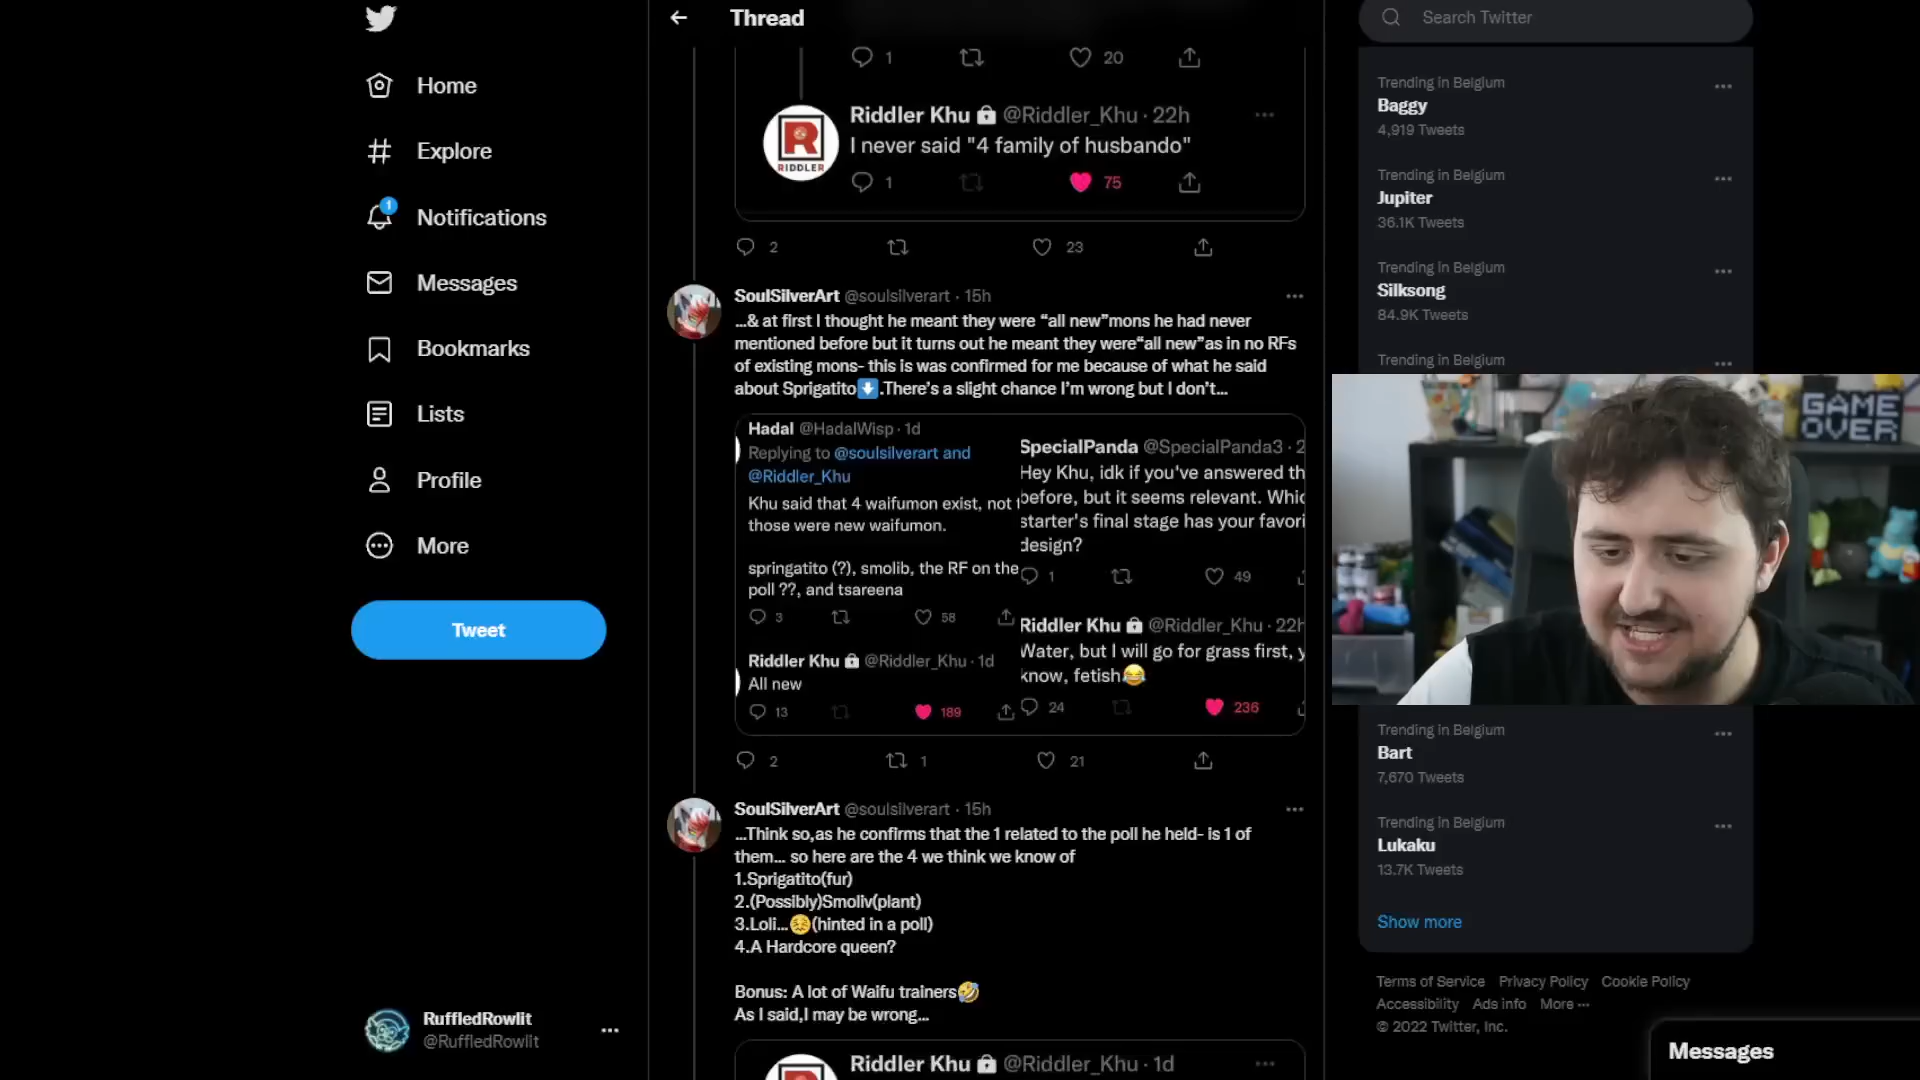 Home
Explore
1
Notifications
Messages
Bookmarks
Lists
Profile
More
Tweet
RuffledRowlit
@RuffledRowlit
Thread
1
20
Riddler Khu @Riddler_Khu · 22h
I never said "4 family of husbando"
RIDDLER
1
75
2
23
SoulSilverArt @soulsilverart · 15h
...& at first I thought he meant they were “all new”mons he had never
mentioned before but it turns out he meant they were“all new”as in no RFs
of existing mons- this is was confirmed for me because of what he said
about Sprigatito⬇️.There’s a slight chance I’m wrong but I don’t...
Hadal @HadalWisp · 1d
Replying to @soulsilverart and
@Riddler_Khu
Khu said that 4 waifumon exist, not t
those were new waifumon.
springatito (?), smolib, the RF on the
poll ??, and tsareena
3
58
Riddler Khu @Riddler_Khu · 1d
All new
13
189
SpecialPanda @SpecialPanda3 · 2
Hey Khu, idk if you've answered th
before, but it seems relevant. Whic
starter's final stage has your favori
design?
1
49
Riddler Khu @Riddler_Khu · 22h
Water, but I will go for grass first, y
know, fetish😂
24
236
2
1
21
SoulSilverArt @soulsilverart · 15h
...Think so,as he confirms that the 1 related to the poll he held- is 1 of
them... so here are the 4 we think we know of
1.Sprigatito(fur)
2.(Possibly)Smoliv(plant)
3.Loli...😣(hinted in a poll)
4.A Hardcore queen?
Bonus: A lot of Waifu trainers🤣
As I said,I may be wrong...
Riddler Khu @Riddler_Khu · 1d
Search Twitter
Trending in Belgium
Baggy
4,919 Tweets
Trending in Belgium
Jupiter
36.1K Tweets
Trending in Belgium
Silksong
84.9K Tweets
Trending in Belgium
GAME
OVER
Trending in Belgium
Bart
7,670 Tweets
Trending in Belgium
Lukaku
13.7K Tweets
Show more
Terms of Service Privacy Policy Cookie Policy
Accessibility Ads info More ···
© 2022 Twitter, Inc.
Messages